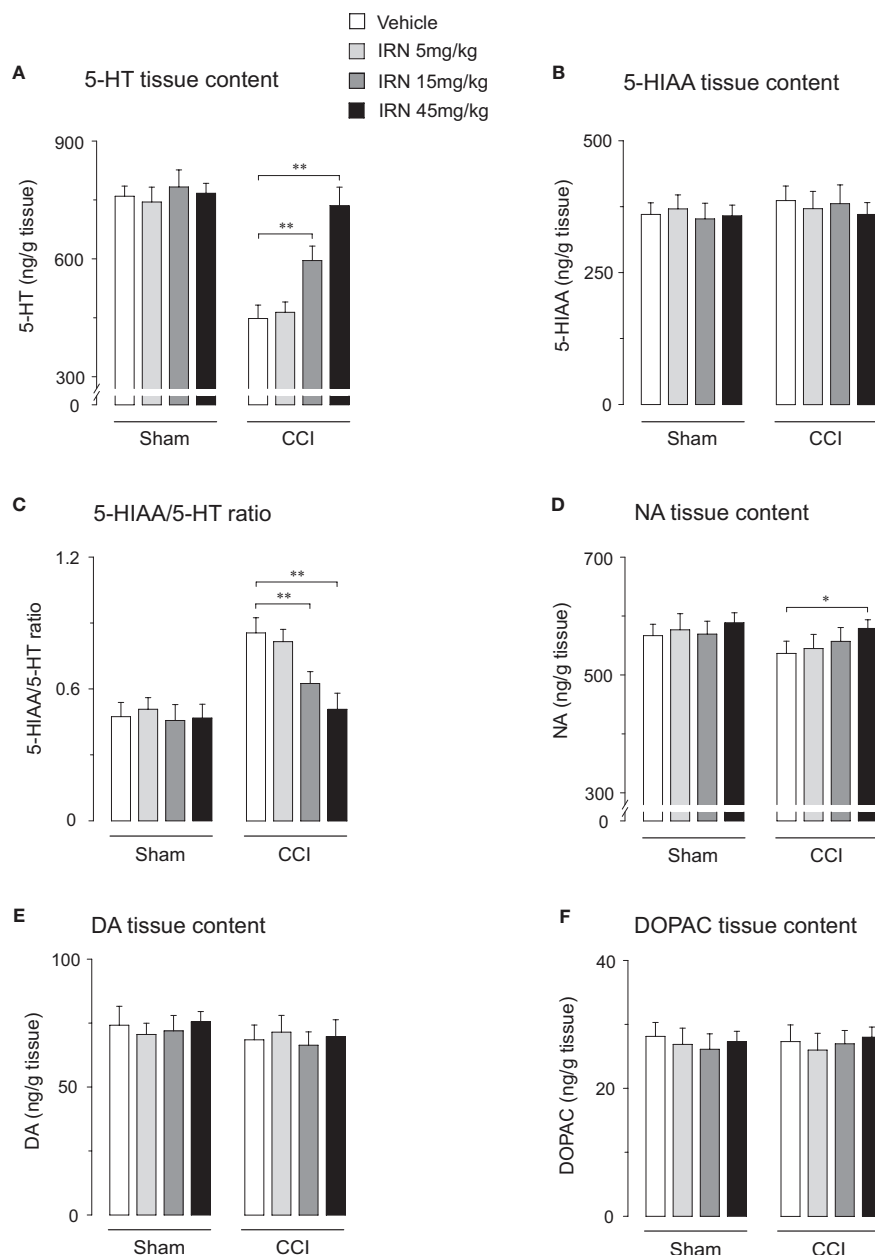 Vehicle
IRN 5mg/kg
IRN 15mg/kg
IRN 45mg/kg
A
5-HT tissue content
5-HT (ng/g tissue)
900
600
300
0
**
**
Sham
CCI
B
5-HIAA tissue content
5-HIAA (ng/g tissue)
500
250
0
Sham
CCI
C
5-HIAA/5-HT ratio
5-HIAA/5-HT ratio
1.2
0.6
0
**
**
Sham
CCI
D
NA tissue content
NA (ng/g tissue)
700
500
300
0
*
Sham
CCI
E
DA tissue content
DA (ng/g tissue)
100
50
0
Sham
CCI
F
DOPAC tissue content
DOPAC (ng/g tissue)
40
20
0
Sham
CCI